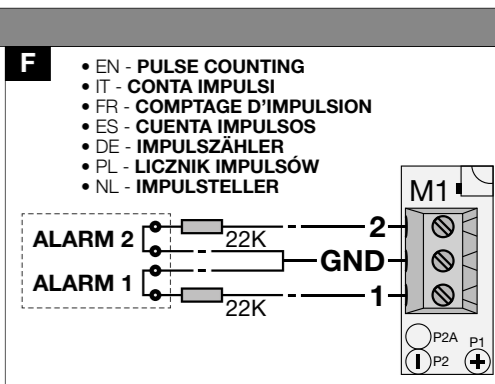 F
• EN - PULSE COUNTING
• IT - CONTA IMPULSI
• FR - COMPTAGE D'IMPULSION
• ES - CUENTA IMPULSOS
• DE - IMPULSZÄHLER
• PL - LICZNIK IMPULSÓW
• NL - IMPULSTELLER
M1
ALARM 2
22K
2
GND
ALARM 1
22K
1
P2A
P1
P2